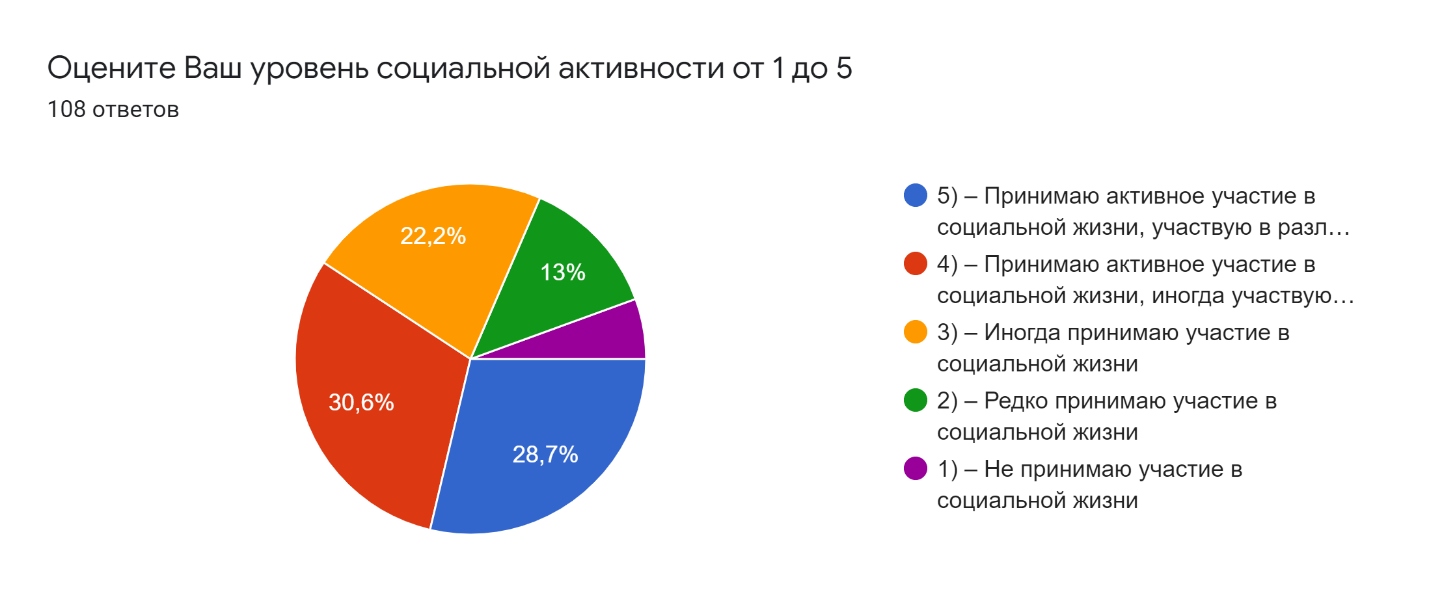 Оцените Ваш уровень социальной активности от 1 до 5
108 ответов
22,2%
13%
30,6%
28,7%
5) – Принимаю активное участие в
социальной жизни, участвую в разл…
4) – Принимаю активное участие в
социальной жизни, иногда участвую…
3) – Иногда принимаю участие в
социальной жизни
2) – Редко принимаю участие в
социальной жизни
1) – Не принимаю участие в
социальной жизни